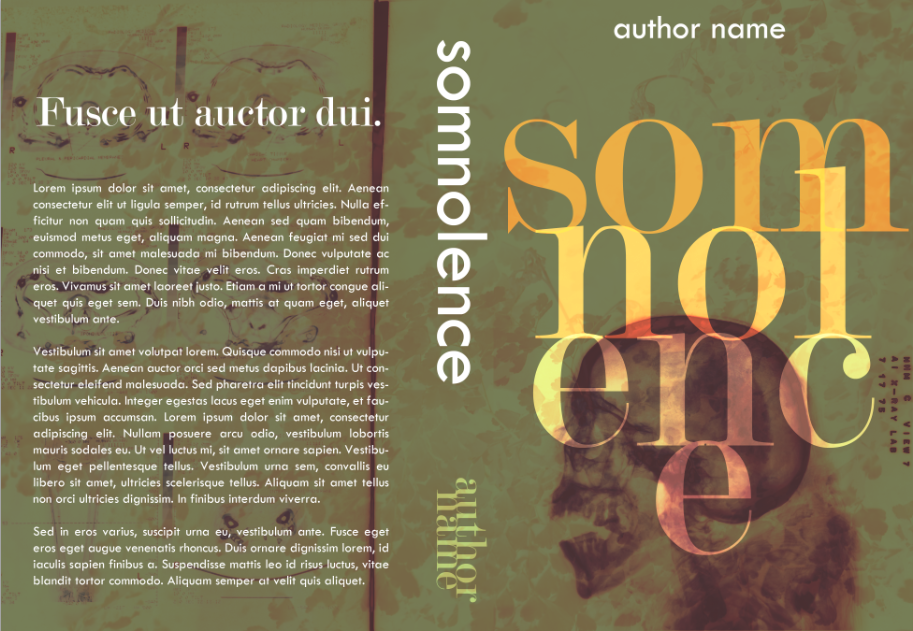 Fusce ut auctor dui.
Lorem ipsum dolor sit amet, consectetur adipiscing elit. Aenean
consectetur elit ut ligula semper, id rutrum tellus ultricies. Nulla ef-
ficitur non quam quis sollicitudin. Aenean sed quam bibendum,
euismod metus eget, aliquam magna. Aenean feugiat mi sed dui
commodo, sit amet malesuada mi bibendum. Donec vulputate ac
nisi et bibendum. Donec vitae velit eros. Cras imperdiet rutrum
eros. Vivamus sit amet laoreet justo. Etiam a mi ut tortor congue ali-
quet quis eget sem. Duis nibh odio, mattis at quam eget, aliquet
vestibulum ante.
Vestibulum sit amet volutpat lorem. Quisque commodo nisi ut vulpu-
tate sagittis. Aenean auctor orci sed metus dapibus lacinia. Ut con-
sectetur eleifend malesuada. Sed pharetra elit tincidunt turpis ves-
tibulum vehicula. Integer egestas lacus eget enim vulputate, et fau-
cibus ipsum accumsan. Lorem ipsum dolor sit amet, consectetur
adipiscing elit. Nullam posuere arcu odio, vestibulum lobortis
mauris sodales eu. Ut vel luctus mi, sit amet ornare sapien. Vestibu-
lum eget pellentesque tellus. Vestibulum urna sem, convallis eu
libero sit amet, ultricies scelerisque tellus. Aliquam sit amet tellus
non orci ultricies dignissim. In finibus interdum viverra.
Sed in eros varius, suscipit urna eu, vestibulum ante. Fusce eget
eros eget augue venenatis rhoncus. Duis ornare dignissim lorem, id
iaculis sapien finibus a. Suspendisse mattis leo id risus luctus, vitae
blandit tortor commodo. Aliquam semper at velit quis aliquet.
R
L R
L
somnolence
author
name
author name
som
nol
enc
e
VIEW 7
A I X-RAY LAB
7 17 75